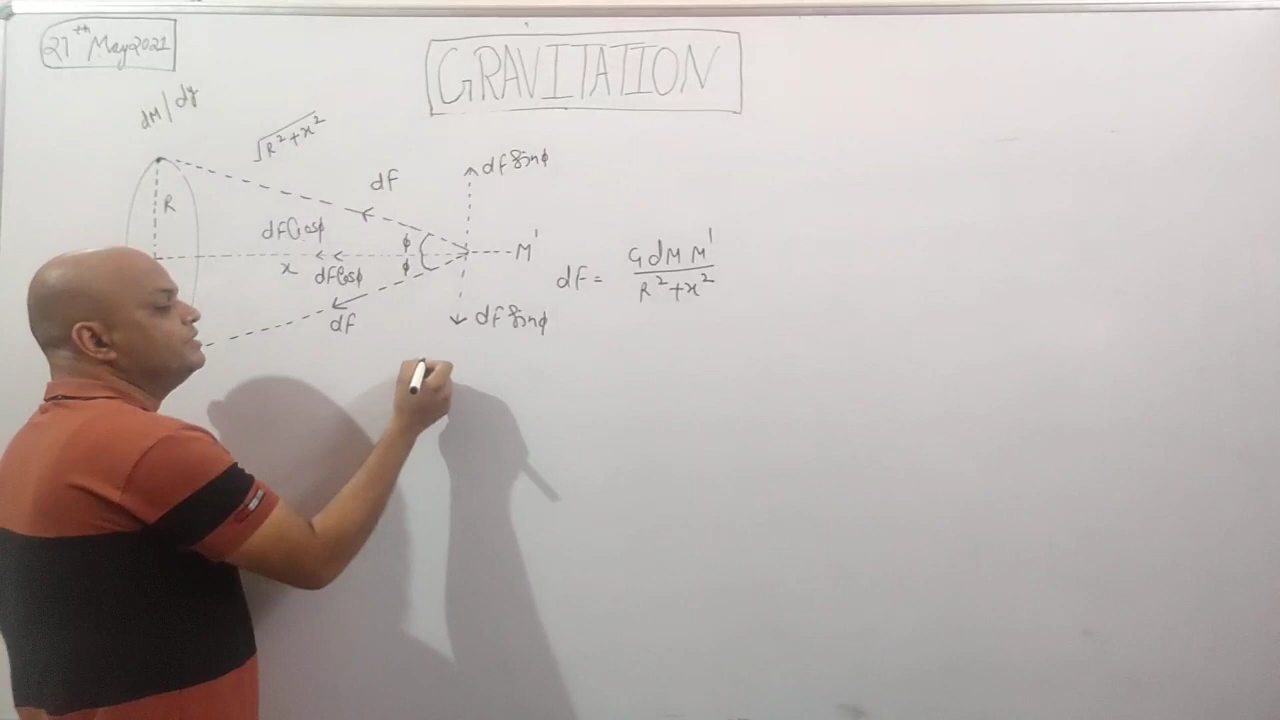 27th May 2021
GRAVITATION
dM/dy
√R²+x²
dF Sinϕ
dF
R
dF Cosϕ
ϕ
M'
x
dF Cosϕ
ϕ
dF = G dM M' / R²+x²
dF
dF Sinϕ